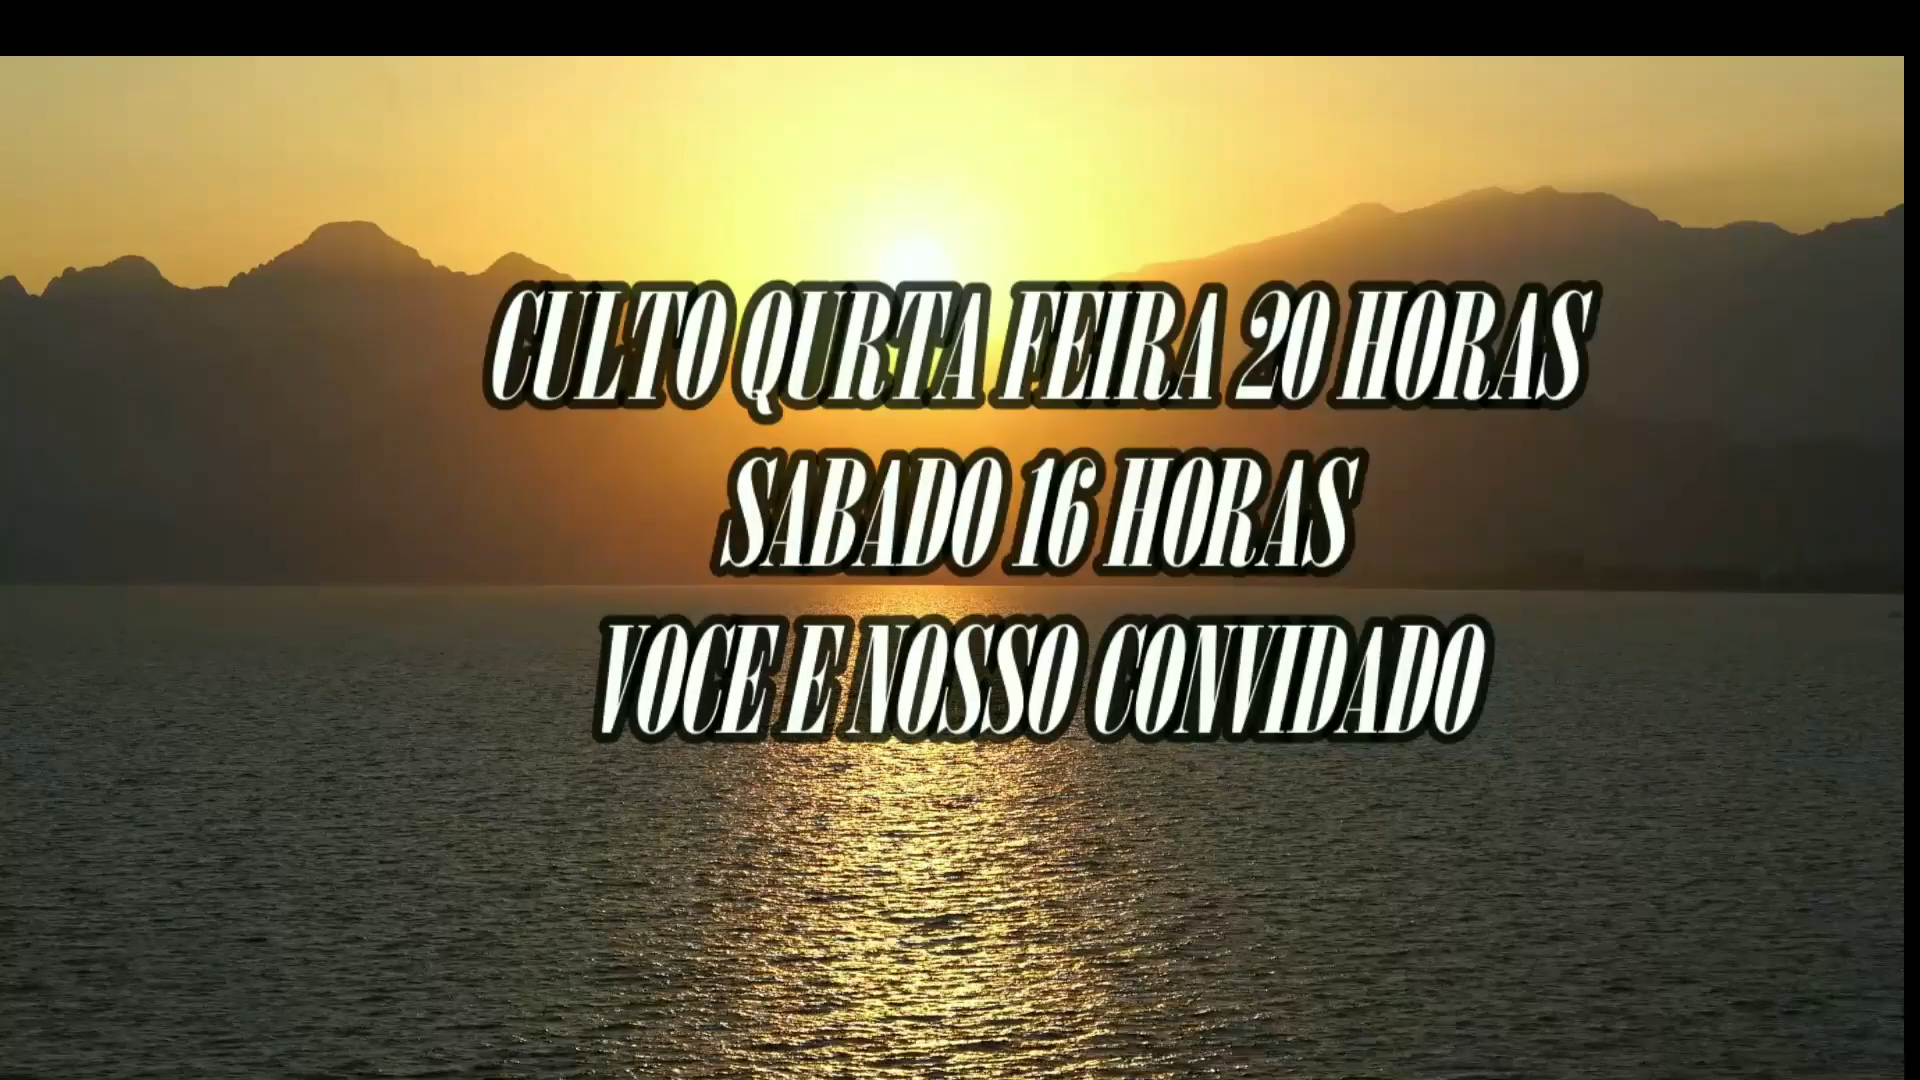 CULTO QURTA FEIRA 20 HORAS
SABADO 16 HORAS
VOCE E NOSSO CONVIDADO